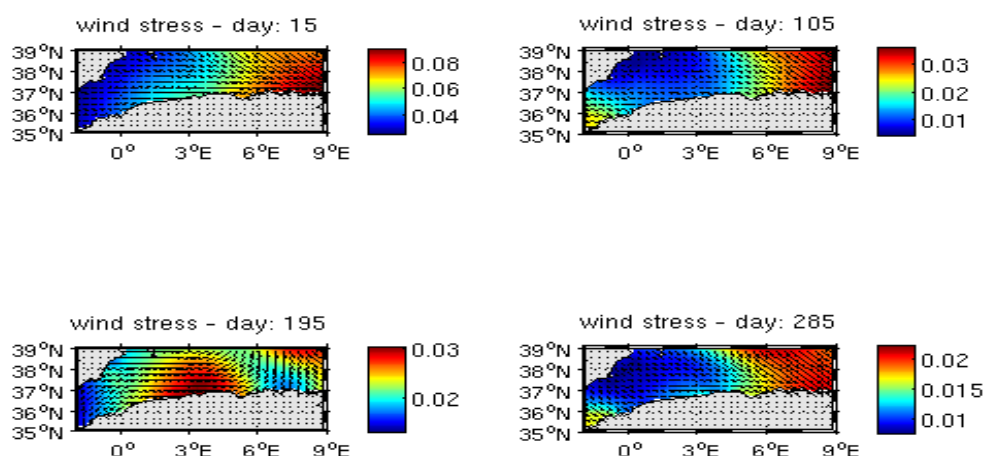 wind stress – day: 15
39°N
38°N
37°N
36°N
35°N
0°
3°E
6°E
9°E
0.08
0.06
0.04
wind stress – day: 105
39°N
38°N
37°N
36°N
35°N
0°
3°E
6°E
9°E
0.03
0.02
0.01
wind stress – day: 195
39°N
38°N
37°N
36°N
35°N
0°
3°E
6°E
9°E
0.03
0.02
wind stress – day: 285
39°N
38°N
37°N
36°N
35°N
0°
3°E
6°E
9°E
0.02
0.015
0.01